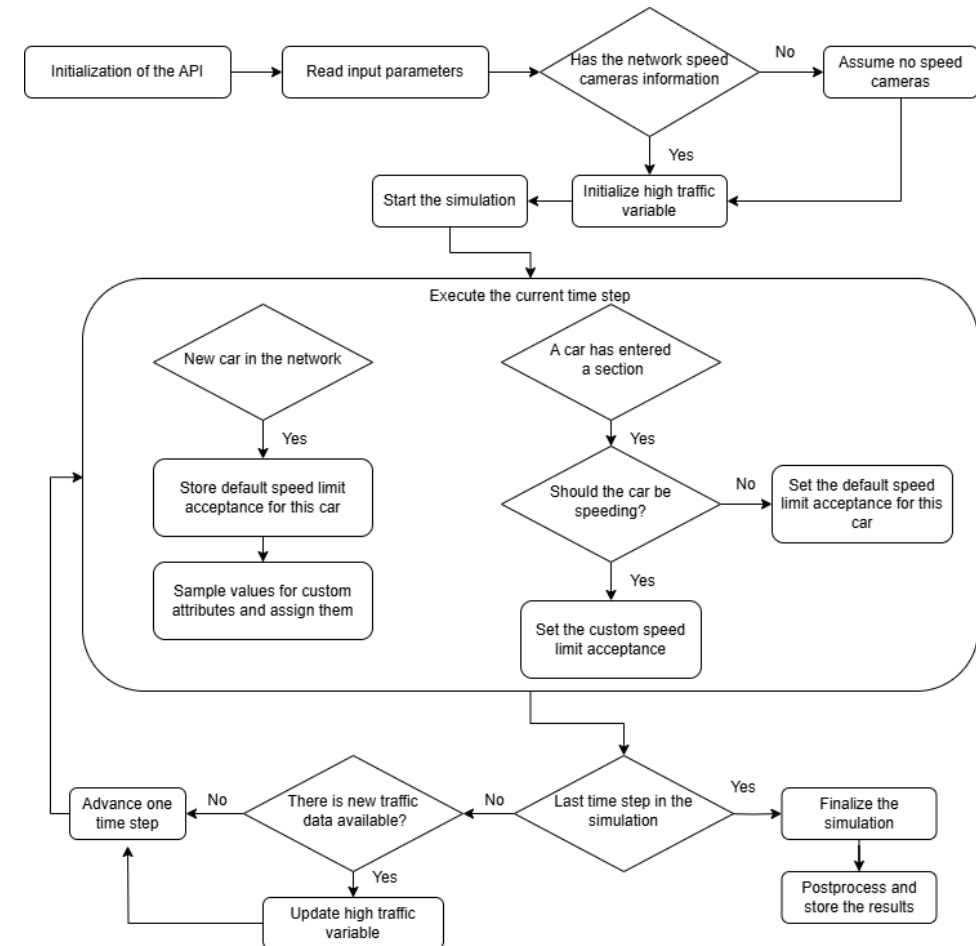 Initialization of the API
Read input parameters
Has the network speed
cameras information
No
Assume no speed
cameras
Yes
Initialize high traffic
variable
Start the simulation
Execute the current time step
New car in the network
Yes
Store default speed limit
acceptance for this car
Sample values for custom
attributes and assign them
A car has entered
a section
Yes
Should the car be
speeding?
No
Set the default speed
limit acceptance for this
car
Yes
Set the custom speed
limit acceptance
Last time step in the
simulation
Yes
Finalize the
simulation
Postprocess and
store the results
No
There is new traffic
data available?
No
Advance one
time step
Yes
Update high traffic
variable